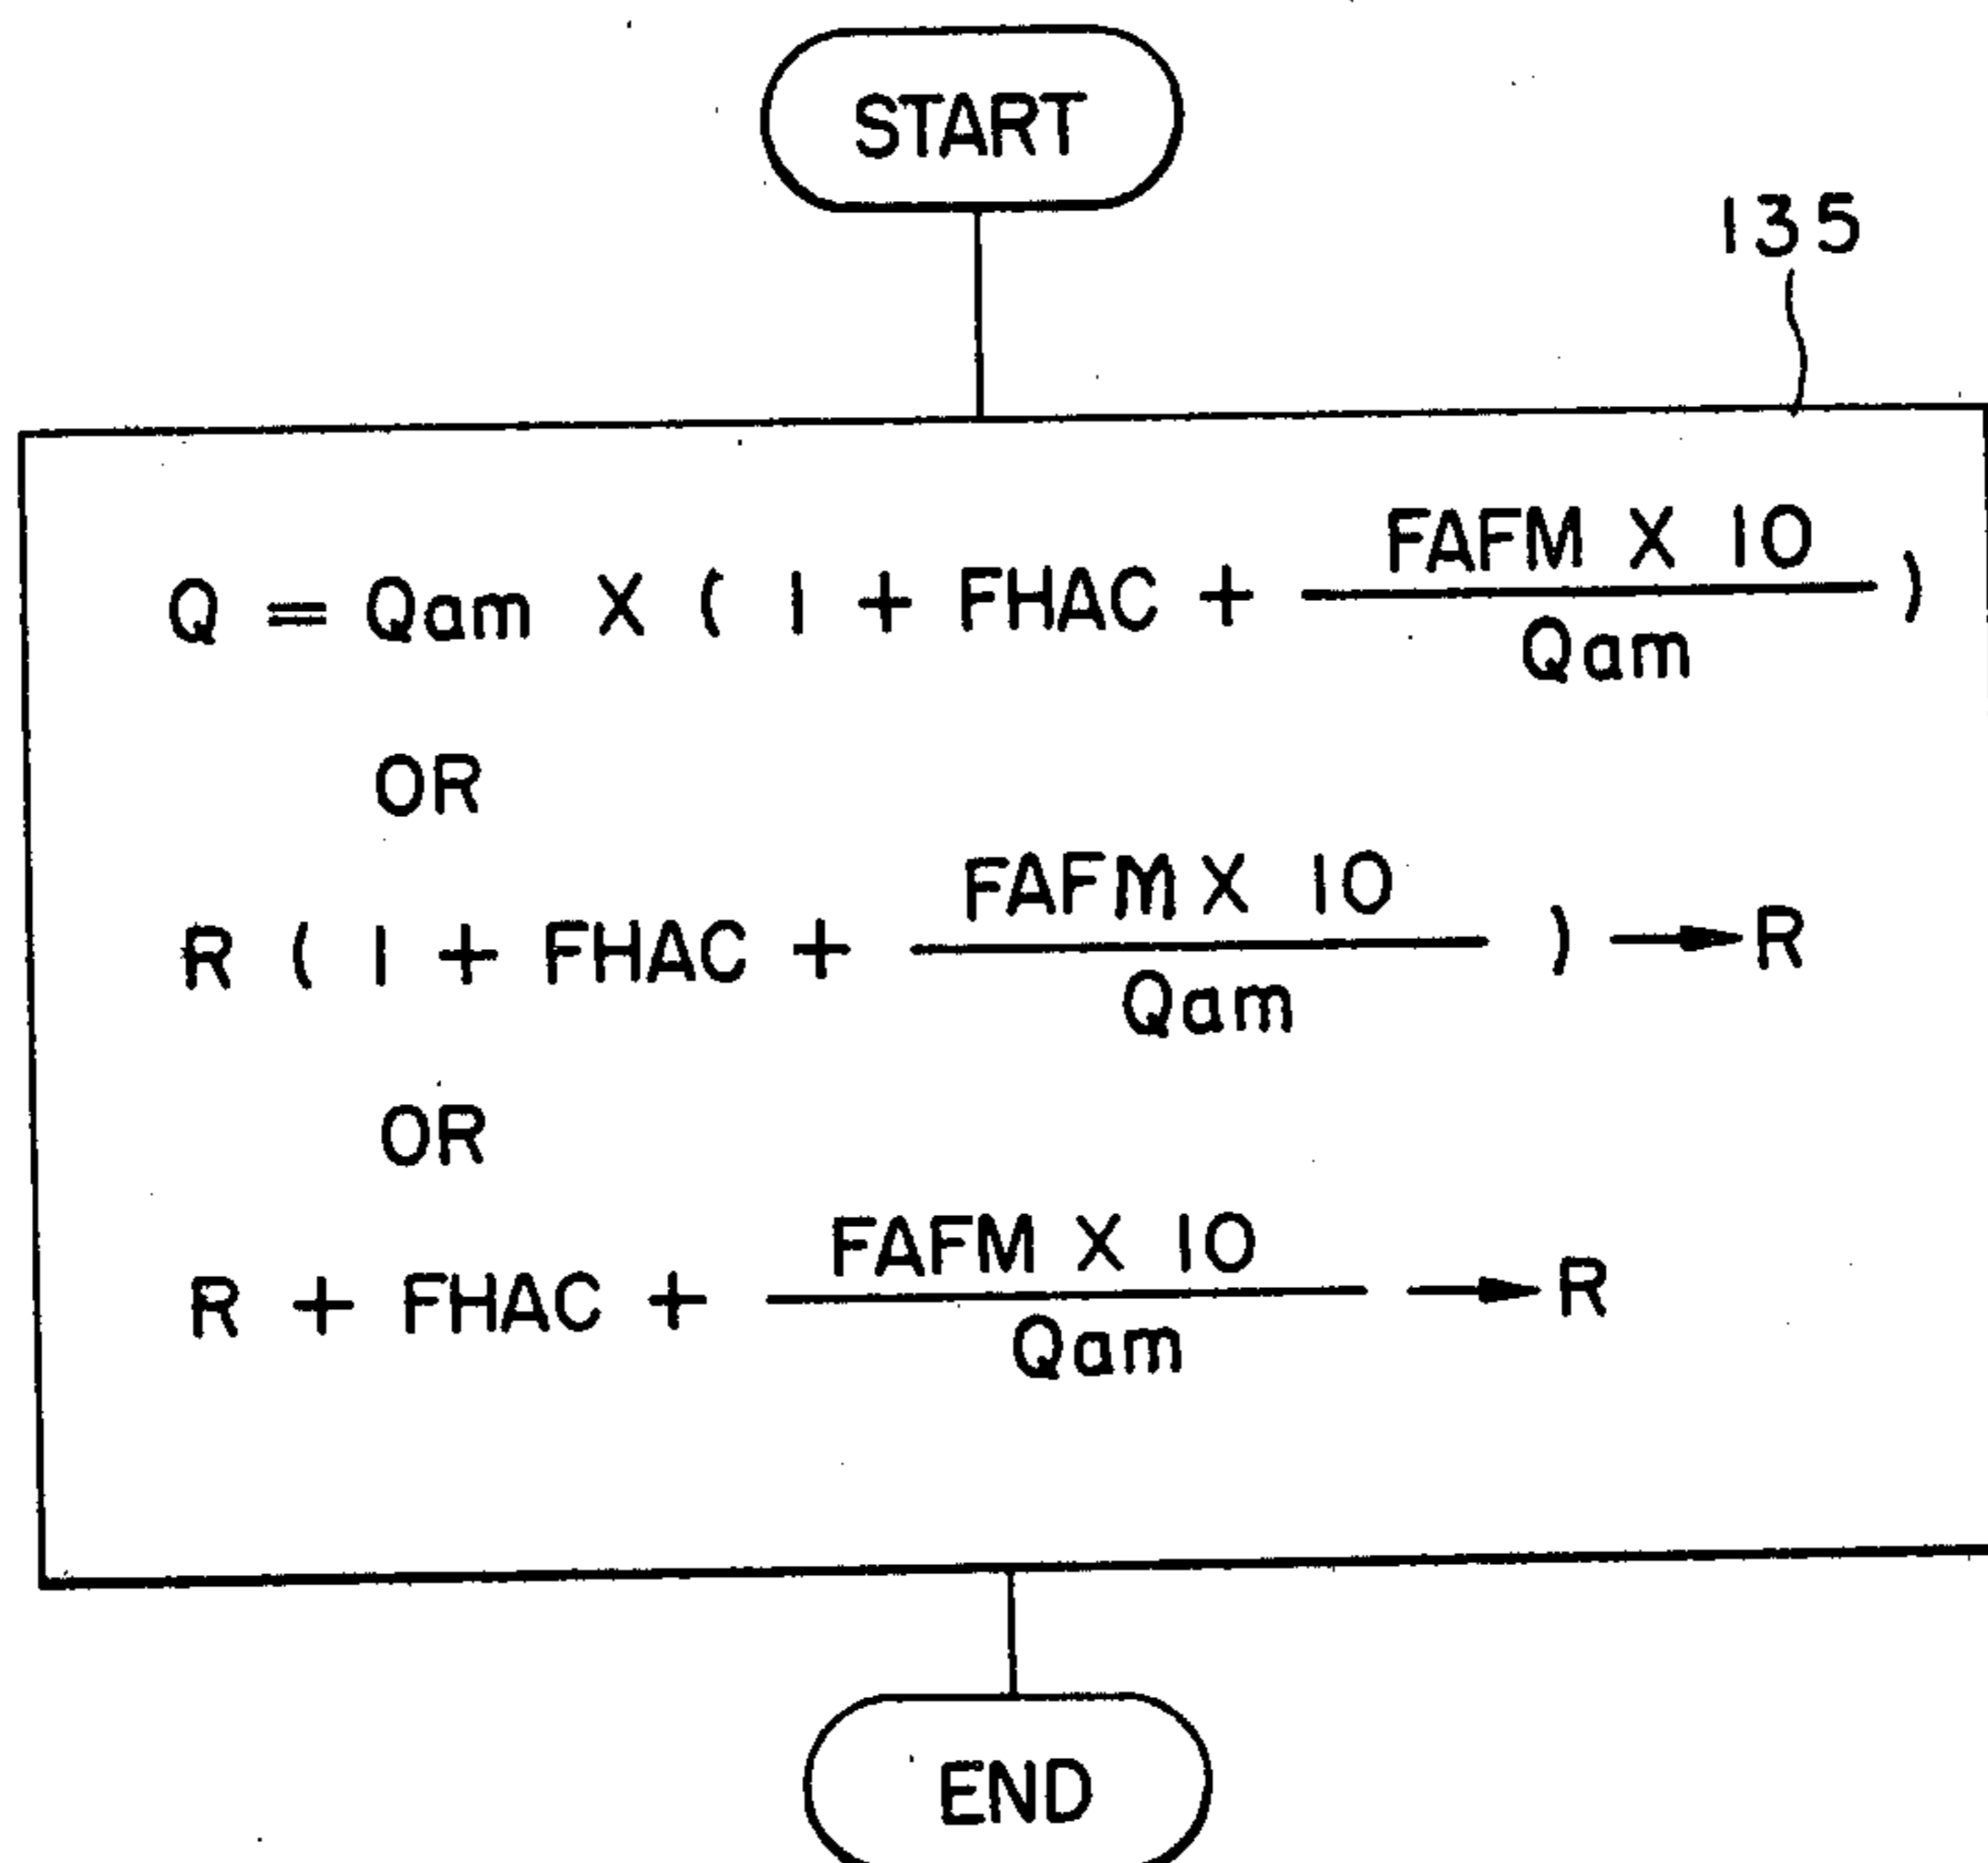 START
135
Q = Qam X ( 1 + FHAC + FAFM X 10 / Qam )
OR
R ( 1 + FHAC + FAFM X 10 / Qam ) → R
OR
R + FHAC + FAFM X 10 / Qam → R
END